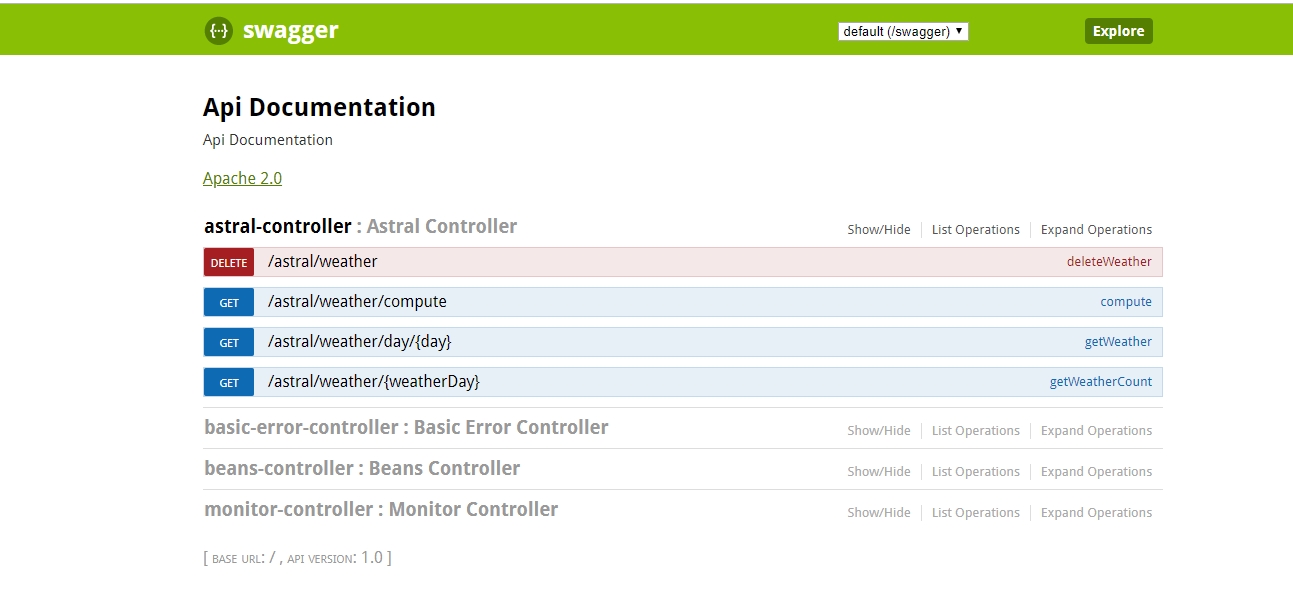 {··} swagger default (/swagger) ▼ Explore
Api Documentation
Api Documentation
Apache 2.0
astral-controller : Astral Controller Show/Hide List Operations Expand Operations
DELETE /astral/weather deleteWeather
GET /astral/weather/compute compute
GET /astral/weather/day/{day} getWeather
GET /astral/weather/{weatherDay} getWeatherCount
basic-error-controller : Basic Error Controller Show/Hide List Operations Expand Operations
beans-controller : Beans Controller Show/Hide List Operations Expand Operations
monitor-controller : Monitor Controller Show/Hide List Operations Expand Operations
[ BASE URL: / , API VERSION: 1.0 ]